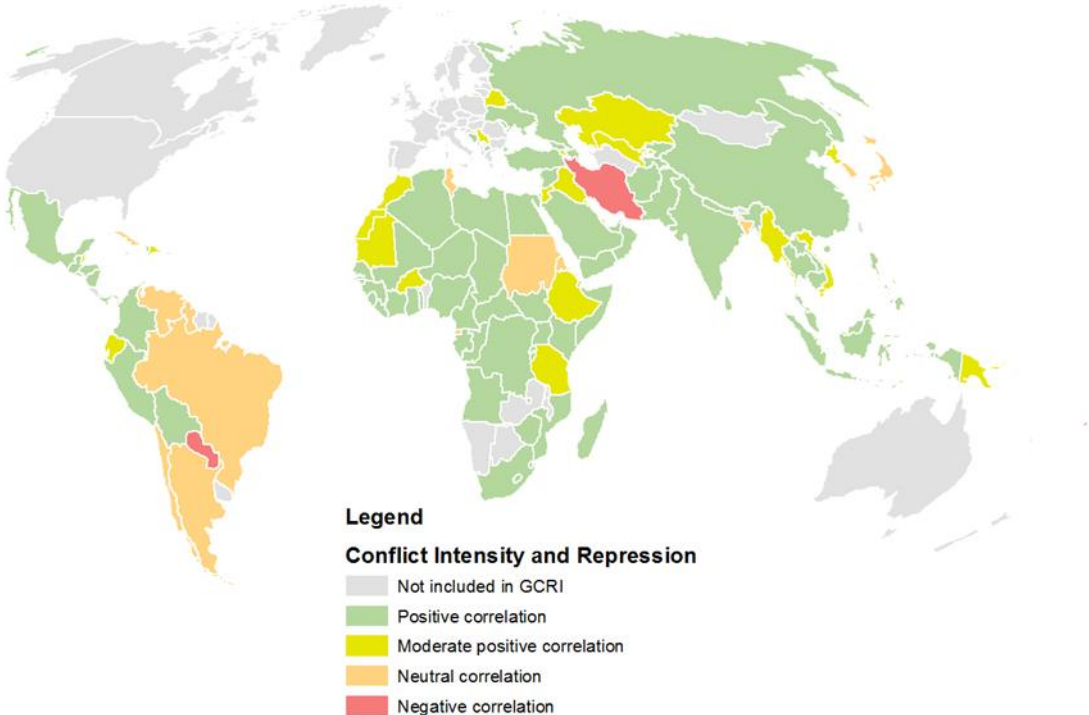 Legend
Conflict Intensity and Repression
Not included in GCRI
Positive correlation
Moderate positive correlation
Neutral correlation
Negative correlation